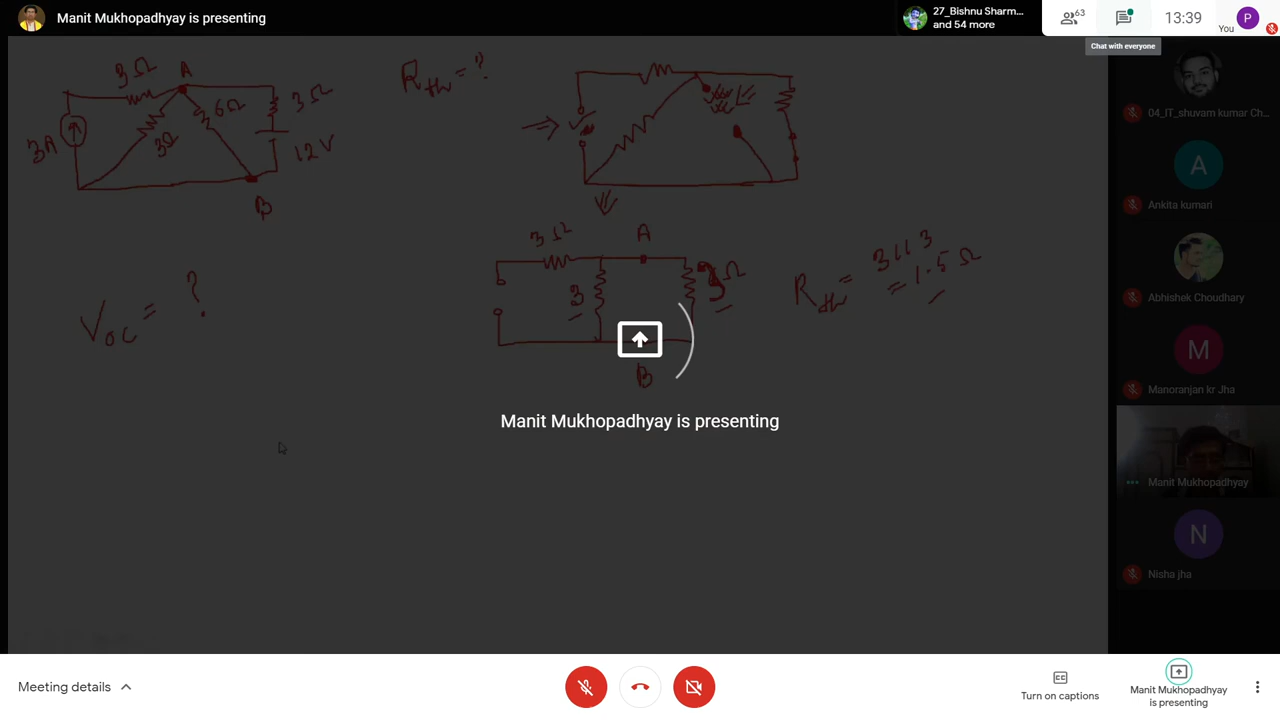 Manit Mukhopadhyay is presenting
27_Bishnu Sharm...
and 54 more
63
13:39
You
P
Chat with everyone
3Ω
A
Rth = ?
6Ω
3Ω
3Ω
3A
12V
B
04_IT_shuvam kumar Ch...
A
Ankita kumari
3Ω
A
3
3Ω
Rth = 3||3
= 1.5 Ω
Voc = ?
B
Abhishek Choudhary
M
Manoranjan kr Jha
Manit Mukhopadhyay is presenting
Manit Mukhopadhyay
N
Nisha jha
Meeting details
CC
Turn on captions
Manit Mukhopadhyay
is presenting